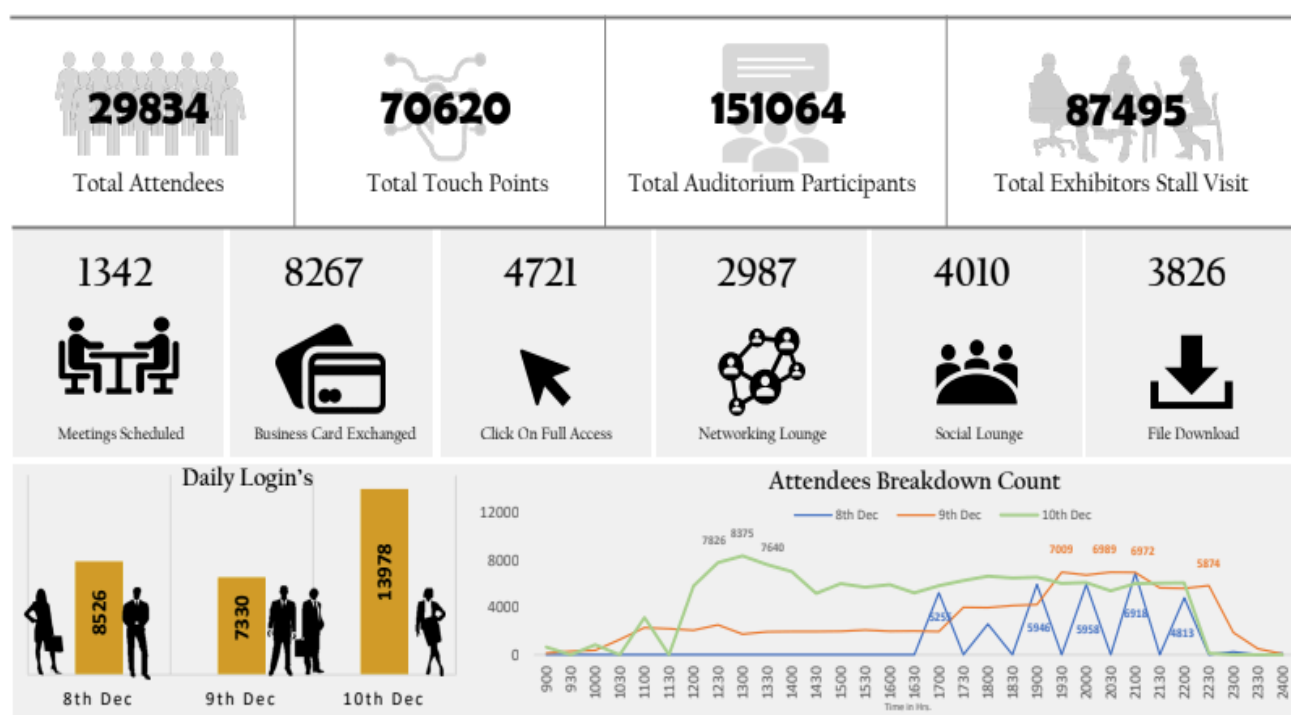 29834
Total Attendees
70620
Total Touch Points
151064
Total Auditorium Participants
87495
Total Exhibitors Stall Visit
1342
Meetings Scheduled
8267
Business Card Exchanged
4721
Click On Full Access
2987
Networking Lounge
4010
Social Lounge
3826
File Download
Daily Login's
8526
7330
13978
8th Dec 9th Dec 10th Dec
Attendees Breakdown Count
8th Dec 9th Dec 10th Dec
12000
8000
4000
0
7826 8375 7640
7009 6989 6972 5874
5946 5958 6918 4813
900 930 1000 1030 1100 1130 1200 1230 1300 1330 1400 1430 1500 1530 1600 1630 1700 1730 1800 1830 1900 1930 2000 2030 2100 2130 2200 2230 2300 2330 2400
Time in Hrs.